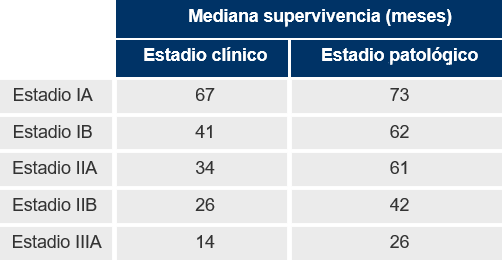 Mediana supervivencia (meses)
Estadio clínico Estadio patológico
Estadio IA 67 73
Estadio IB 41 62
Estadio IIA 34 61
Estadio IIB 26 42
Estadio IIIA 14 26